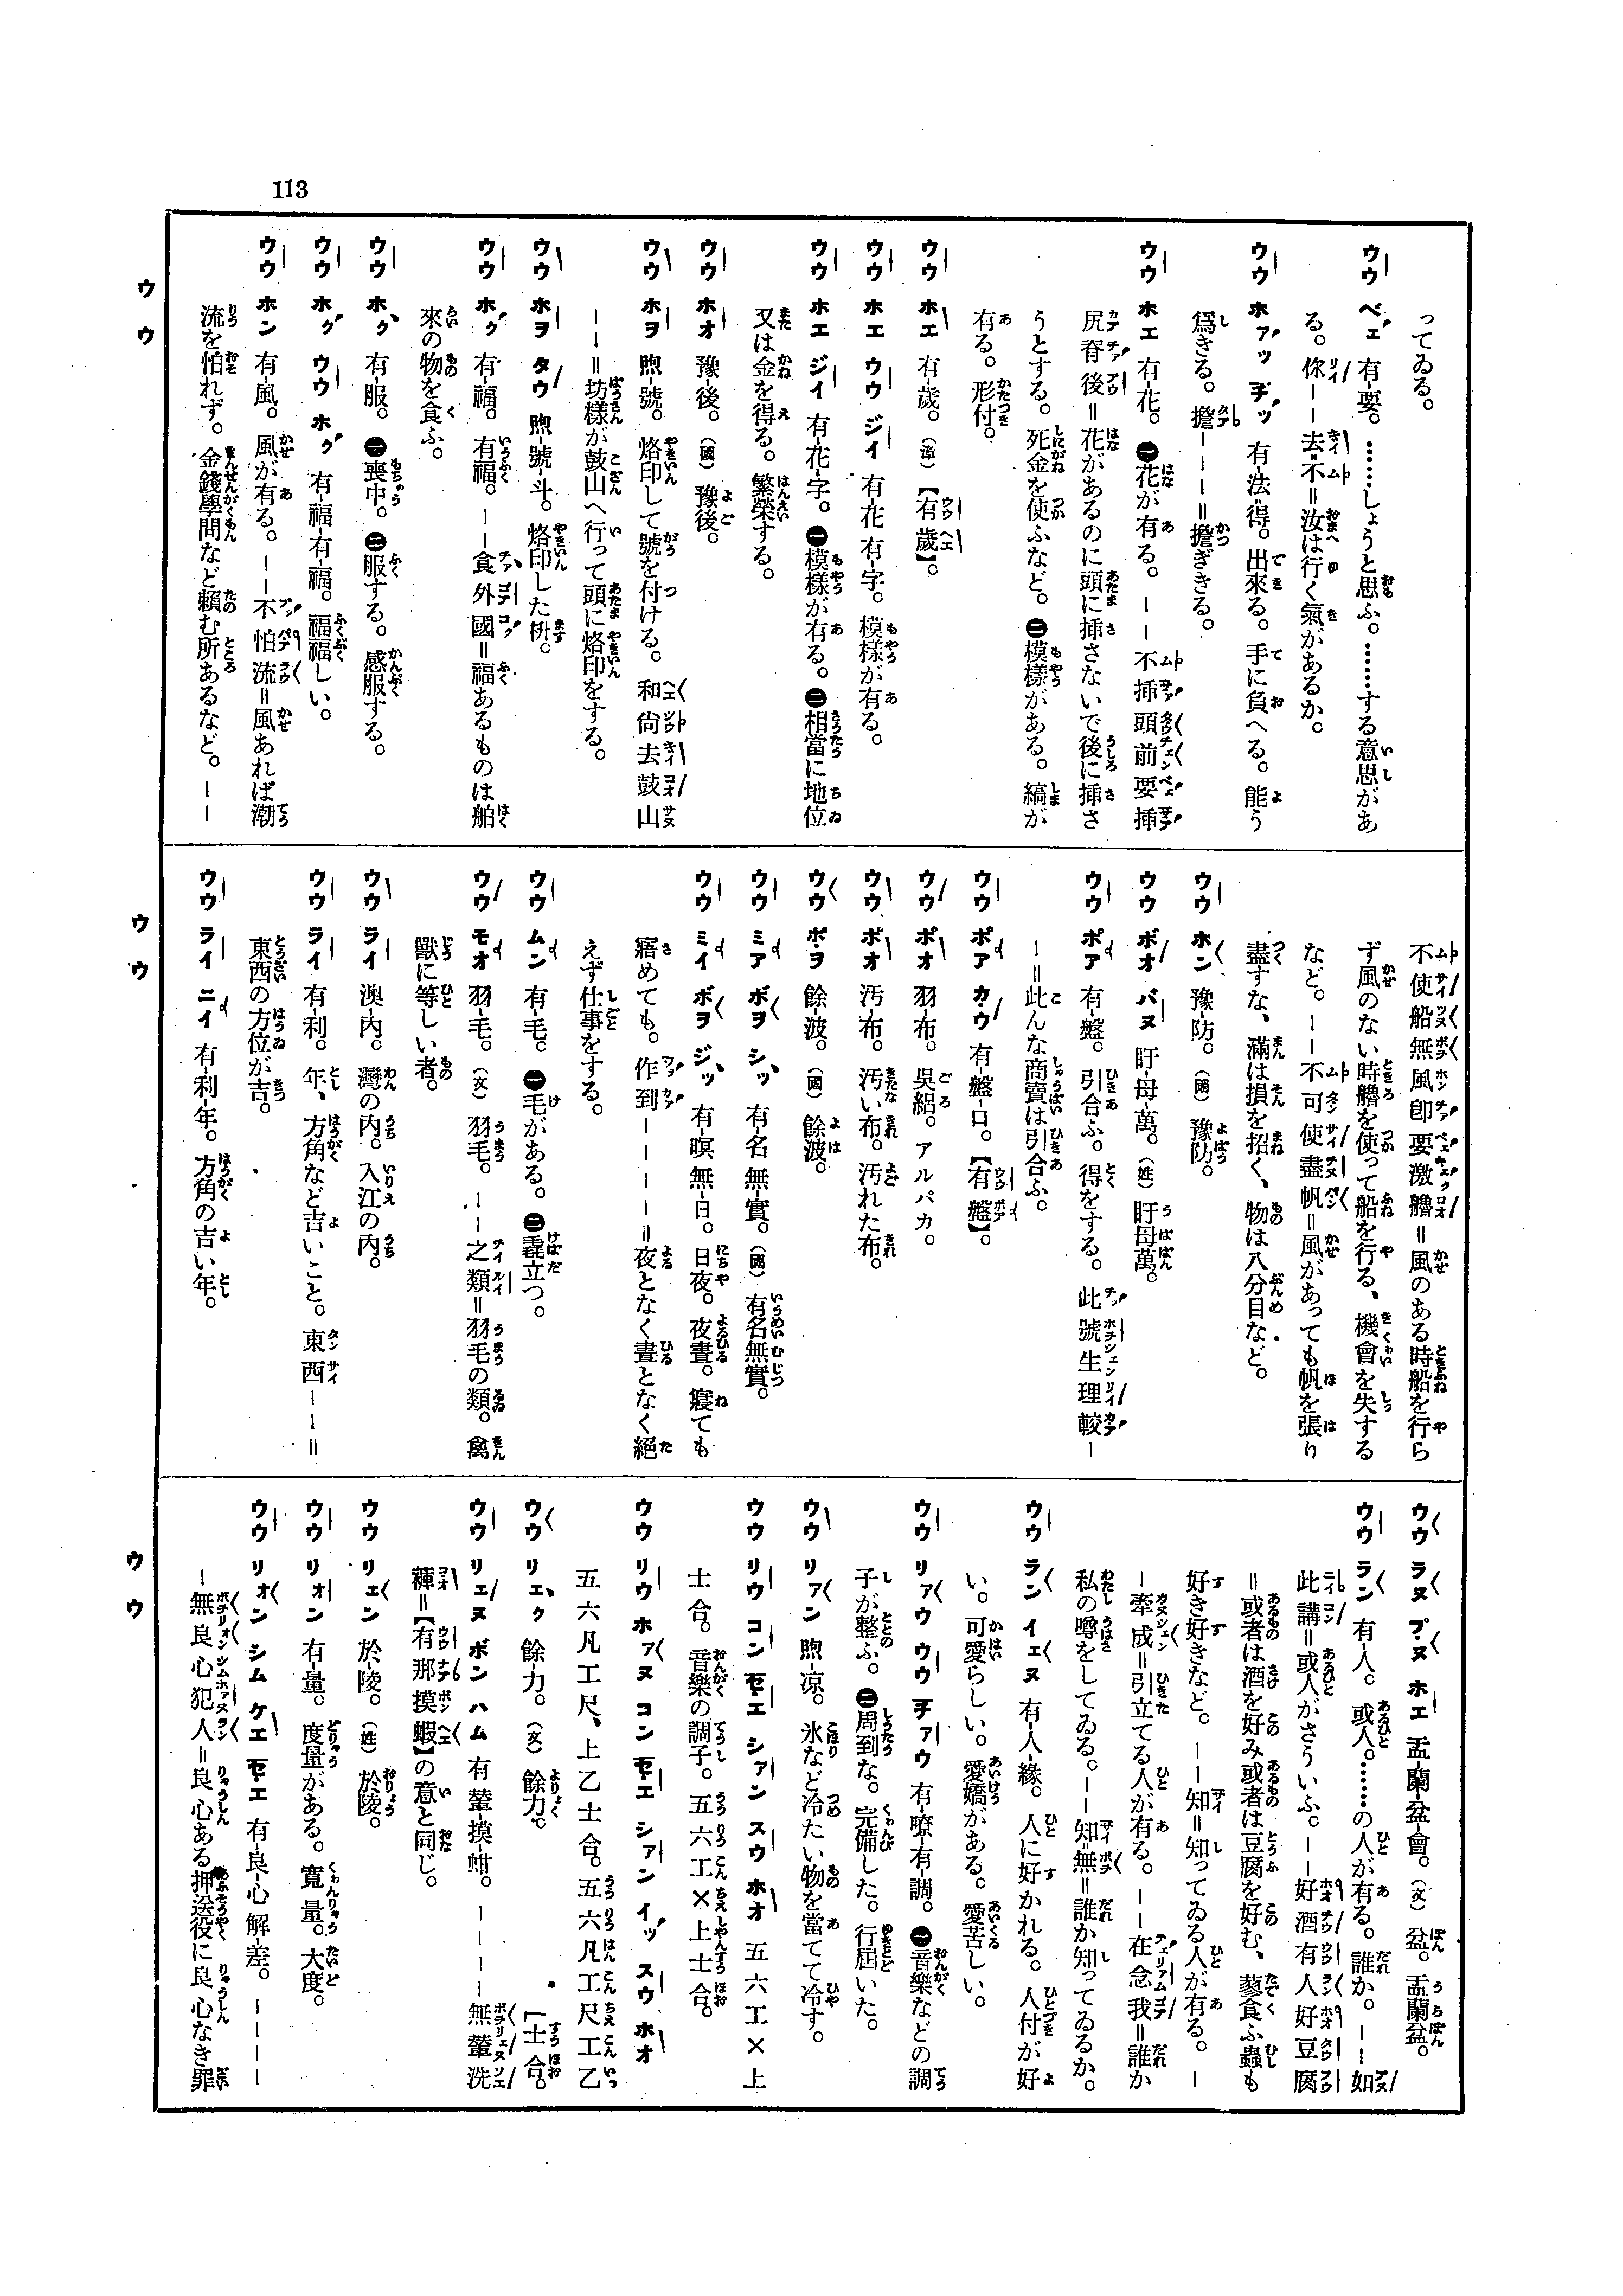 113
ってゐる。
ウウ ベェ 有-要。……しょうと思ふ。……する意思があ
る。你--去-不=汝は行く氣があるか。
ウウ ホァッ ヂッ 有-法-得。出來る。手に負へる。能う
爲きる。擔----=擔ぎきる。
ウウ ホエ 有-花。㊀花が有る。--不挿頭前要挿
尻脊後=花があるのに頭に挿さないで後に挿さ
うとする。死金を使ふなど。㊁模樣がある。縞が
有る。形付。
ウウ ホエ 有-歲。(漳)【有歲】。
ウウ ホエ ウウ ジイ 有-花 有-字。模樣が有る。
ウウ ホエ ジイ 有-花-字。㊀模樣が有る。㊁相當に地位
又は金を得る。繁榮する。
ウウ ホオ 豫-後。(國)豫後。
ウウ ホヲ 煦-號。烙印して號を付ける。和尙去鼓山
--=坊樣が鼓山へ行って頭に烙印をする。
ウウ ホヲ タウ 煦-號-斗。烙印した枡。
ウウ ホク 有-福。有福。--食外國=福あるものは舶
來の物を食ふ。
ウウ ホク 有-服。㊀喪中。㊁服する。感服する。
ウウ ホク ウウ ホク 有-福-有-福。福福しい。
ウウ ホン 有-風。風が有る。--不怕流=風あれば潮
流を怕れず。金錢學問など賴む所あるなど。--
不使船無風卽要激艪=風のある時船を行ら
ず風のない時艪を使って船を行る、機會を失する
など。--不可使盡帆=風があっても帆を張り
盡すな、滿は損を招く、物は八分目など。
ウウ ホン 豫-防。(國)豫防。
ウウ ボオ バヌ 盱-母-萬。(姓)盱母萬。
ウウ ポア 有-盤。引合ふ。得をする。此號生理較-
-=此んな商賣は引合ふ。
ウウ ポア カウ 有-盤-口。【有盤】。
ウウ ポオ 羽-布。吳絽。アルパカ。
ウウ ポオ 汚-布。汚い布。汚れた布。
ウウ ポヲ 餘-波。(國)餘波。
ウウ ミア ボヲ シッ 有-名 無-實。(國)有名無實。
ウウ ミイ ボヲ ジッ 有-暝 無-日。日夜。夜晝。寢ても
寤めても。作到----=夜となく晝となく絕
えず仕事をする。
ウウ ムン 有-毛。㊀毛がある。㊁毳立つ。
ウウ モオ 羽-毛。(文)羽毛。--之類=羽毛の類。禽
獸に等しい者。
ウウ ライ 澳-內。灣の內。入江の內。
ウウ ライ 有-利。年、方角など吉いこと。東西--=
東西の方位が吉。
ウウ ライ ニイ 有-利-年。方角の吉い年。
ウウ ラヌ プヌ ホエ 盂-蘭-盆-會。(文)盆。盂蘭盆。
ウウ ラン 有-人。或人。……の人が有る。誰か。--如
此講=或人がさういふ。--好酒有人好豆腐
=或者は酒を好み或者は豆腐を好む、蓼食ふ蟲も
好き好きなど。--知=知ってゐる人が有る。-
-牽成=引立てる人が有る。--在念我=誰か
私の噂をしてゐる。--知-無=誰か知ってゐるか。
ウウ ラン イェヌ 有-人-緣。人に好かれる。人付が好
い。可愛らしい。愛嬌がある。愛苦しい。
ウウ リァウ ウウ ヂァウ 有-嘹-有-調。㊀音樂などの調
子が整ふ。㊁周到な。完備した。行屆いた。
ウウ リァン 煦-凉。氷など冷たい物を當てて冷す。
ウウ リウ コン セエ シァン スウ ホオ 五六工×上
士合。音樂の調子。五六工×上士合。
ウウ リウ ホァヌ コン セエ シァン イッ スウ ホオ
五六凡工尺、上乙士合。五六凡工尺工乙
[士合。
ウウ リェク 餘-力。(文)餘力。
ウウ リェヌ ボン ハム 有 輦-摸-蚶。----無輦洗
褲=【有那摸蝦】の意と同じ。
ウウ リェン 於-陵。(姓)於陵。
ウウ リォン 有-量。度量がある。寬量。大度。
ウウ リォン シム ケエ セエ 有-良-心 解-差。----
-無良心犯人=良心ある押送役に良心なき罪
ウウ
ウウ
ウウ